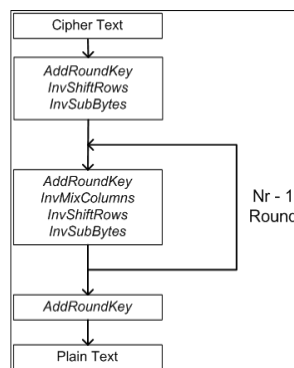 Cipher Text
AddRoundKey
InvShiftRows
InvSubBytes
AddRoundKey
InvMixColumns
InvShiftRows
InvSubBytes
Nr - 1
Round
AddRoundKey
Plain Text